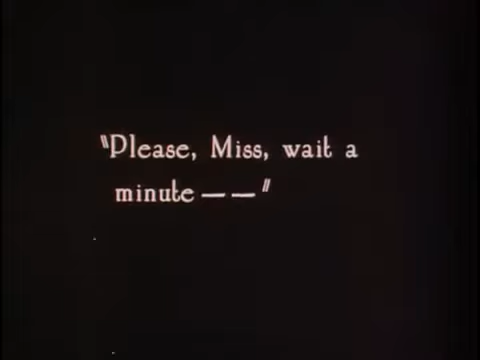 "Please, Miss, wait a
minute — —"